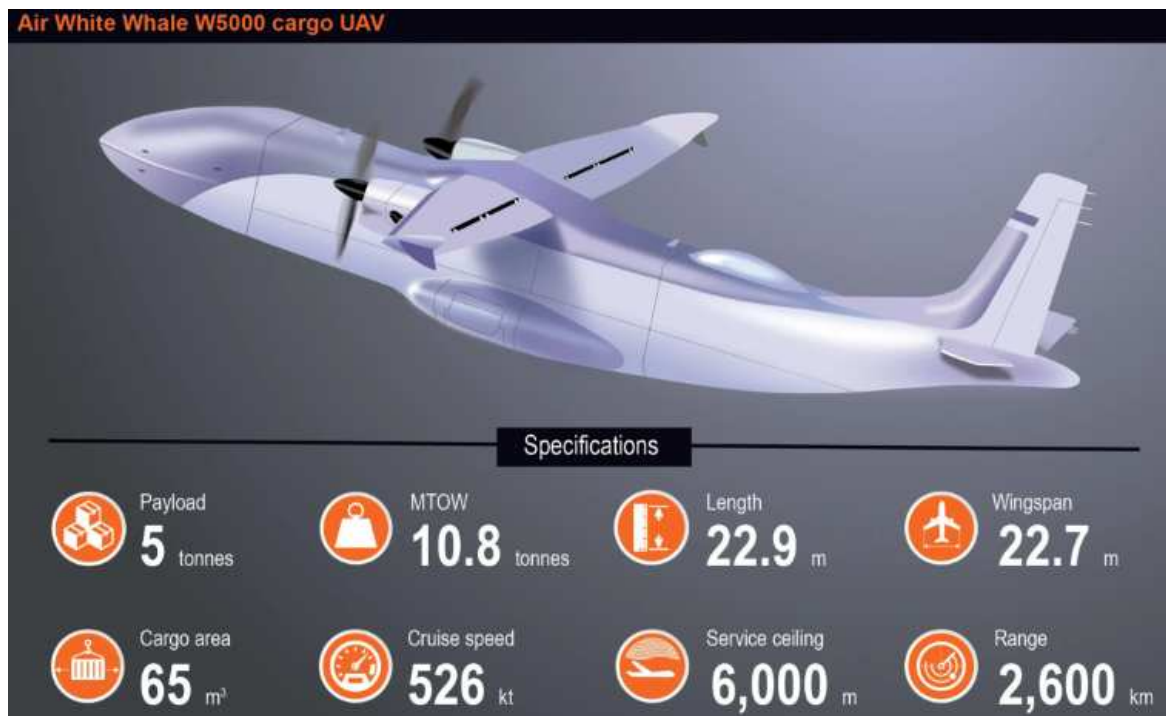 Air White Whale W5000 cargo UAV
Specifications
Payload
5 tonnes
MTOW
10.8 tonnes
Length
22.9 m
Wingspan
22.7 m
Cargo area
65 m³
Cruise speed
526 kt
Service ceiling
6,000 m
Range
2,600 km